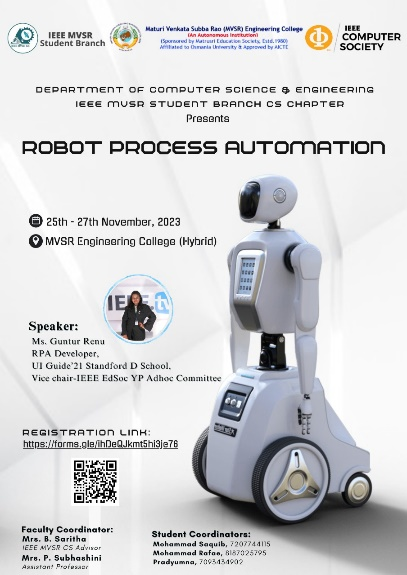 IEEE MVSR
Student Branch
Maturi Venkata Subba Rao (MVSR) Engineering College
(An Autonomous Institution)
(Sponsored by Matrusri Education Society, Estd.1980)
Affiliated to Osmania University & Approved by AICTE
IEEE
COMPUTER
SOCIETY
DEPARTMENT OF COMPUTER SCIENCE & ENGINEERING
IEEE MVSR STUDENT BRANCH CS CHAPTER
Presents
ROBOT PROCESS AUTOMATION
25th - 27th November, 2023
MVSR Engineering College (Hybrid)
IEEE tv
Speaker:
Ms. Guntur Renu
RPA Developer,
UI Guide'21 Standford D School,
Vice chair-IEEE EdSoc YP Adhoc Committee
REGISTRATION LINK:
https://forms.gle/ihDeQJkmt5hi3je76
Faculty Coordinator:
Mrs. B. Saritha
IEEE MVSR CS Advisor
Mrs. P. Subhashini
Assistant Professor
Student Coordinators:
Mohammad Saquib, 7207744115
Mohammad Rafae, 8187025795
Pradyumna, 7093434902